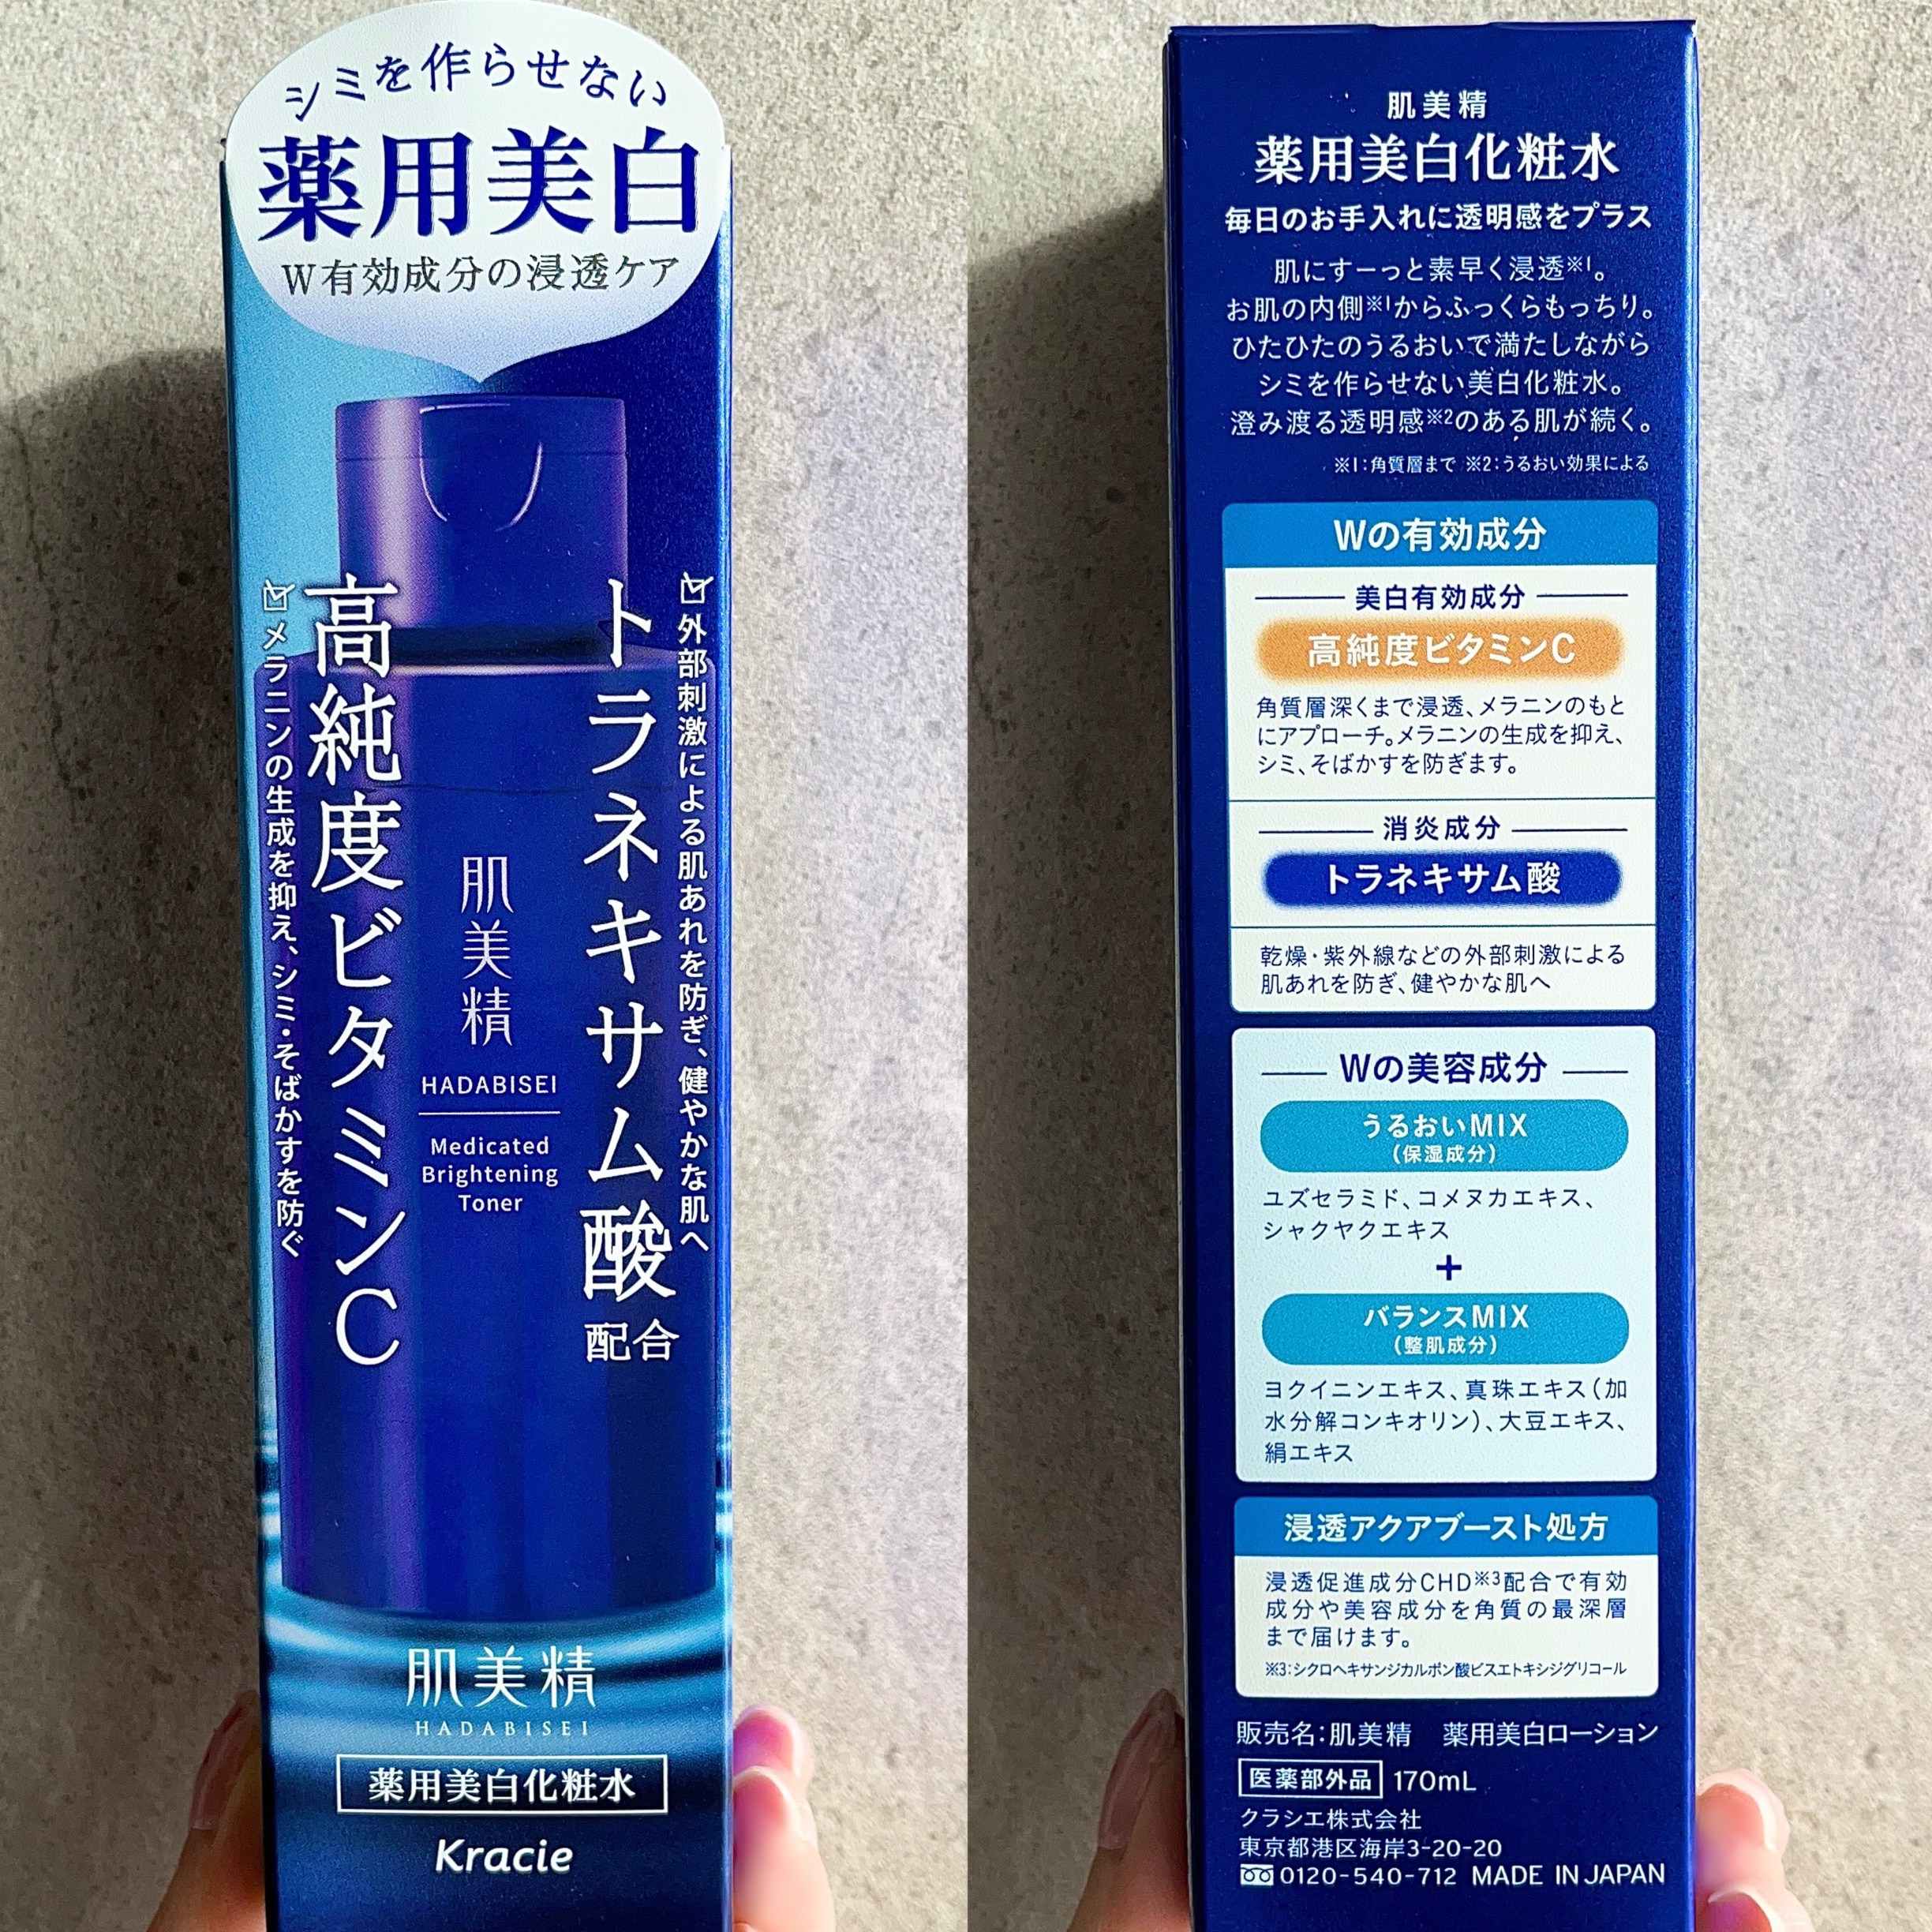 シミを作らせない
薬用美白
W有効成分の浸透ケア
外部刺激による肌あれを防ぎ、健やかな肌へ
トラネキサム酸配合
高純度ビタミンC
メラニンの生成を抑え、シミ・そばかすを防ぐ
肌美精
HADABISEI
Medicated
Brightening
Toner
肌美精
HADABISEI
薬用美白化粧水
Kracie
肌美精
薬用美白化粧水
毎日のお手入れに透明感をプラス
肌にすーっと素早く浸透※1。
お肌の内側※1からふっくらもっちり。
ひたひたのうるおいで満たしながら
シミを作らせない美白化粧水。
澄み渡る透明感※2のある肌が続く。
※1:角質層まで ※2:うるおい効果による
Wの有効成分
美白有効成分
高純度ビタミンC
角質層深くまで浸透、メラニンのもと
にアプローチ。メラニンの生成を抑え、
シミ、そばかすを防ぎます。
消炎成分
トラネキサム酸
乾燥・紫外線などの外部刺激による
肌あれを防ぎ、健やかな肌へ
Wの美容成分
うるおいMIX
(保湿成分)
ユズセラミド、コメヌカエキス、
シャクヤクエキス
+
バランスMIX
(整肌成分)
ヨクイニンエキス、真珠エキス(加
水分解コンキオリン)、大豆エキス、
絹エキス
浸透アクアブースト処方
浸透促進成分CHD※3配合で有効
成分や美容成分を角質の最深層
まで届けます。
※3:シクロヘキサンジカルボン酸ビスエトキシジグリコール
販売名:肌美精 薬用美白ローション
医薬部外品 170mL
クラシエ株式会社
東京都港区海岸3-20-20
0120-540-712 MADE IN JAPAN